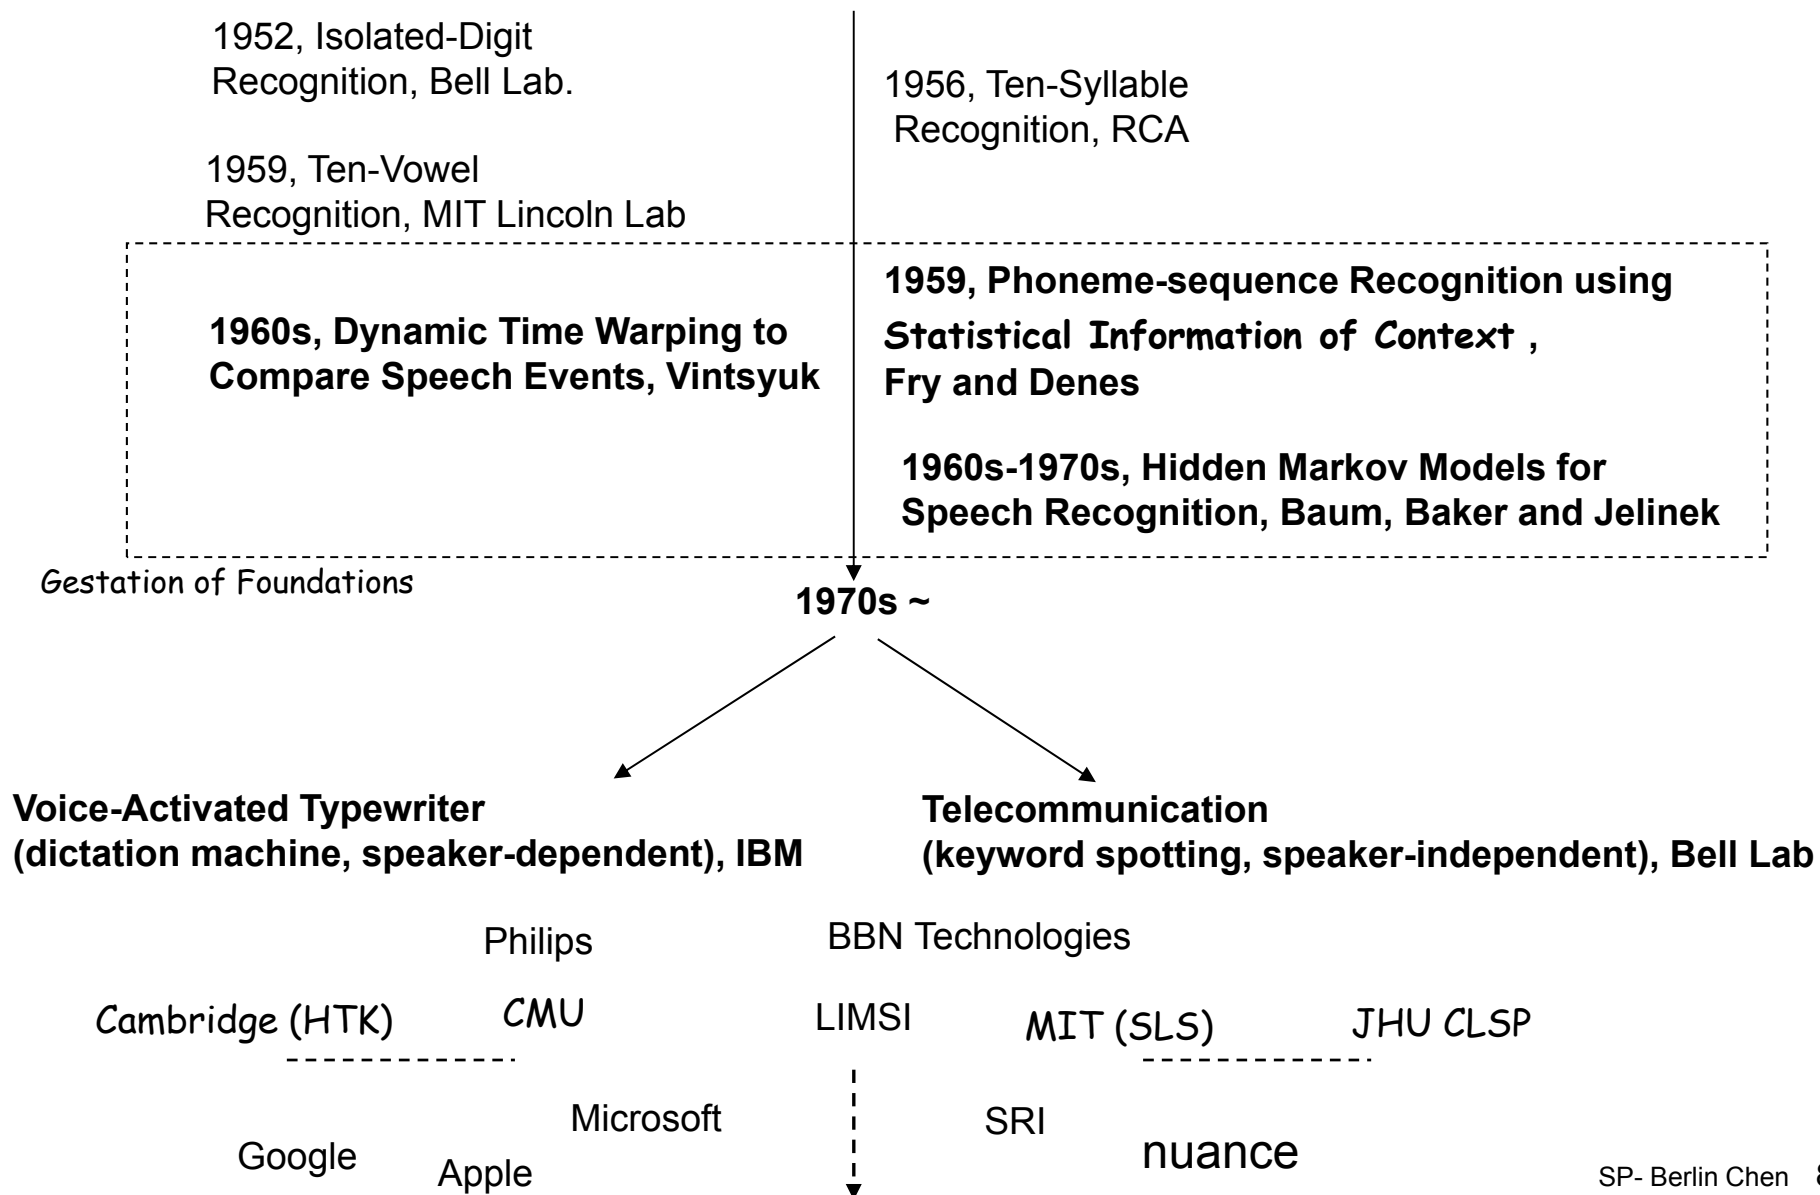 1952, Isolated-Digit
Recognition, Bell Lab.
1956, Ten-Syllable
Recognition, RCA
1959, Ten-Vowel
Recognition, MIT Lincoln Lab
1959, Phoneme-sequence Recognition using
Statistical Information of Context ,
Fry and Denes
1960s, Dynamic Time Warping to
Compare Speech Events, Vintsyuk
1960s-1970s, Hidden Markov Models for
Speech Recognition, Baum, Baker and Jelinek
Gestation of Foundations
1970s ~
Voice-Activated Typewriter
(dictation machine, speaker-dependent), IBM
Telecommunication
(keyword spotting, speaker-independent), Bell Lab
Philips
BBN Technologies
Cambridge (HTK)
CMU
LIMSI
MIT (SLS)
JHU CLSP
Microsoft
SRI
Google
Apple
nuance
SP- Berlin Chen